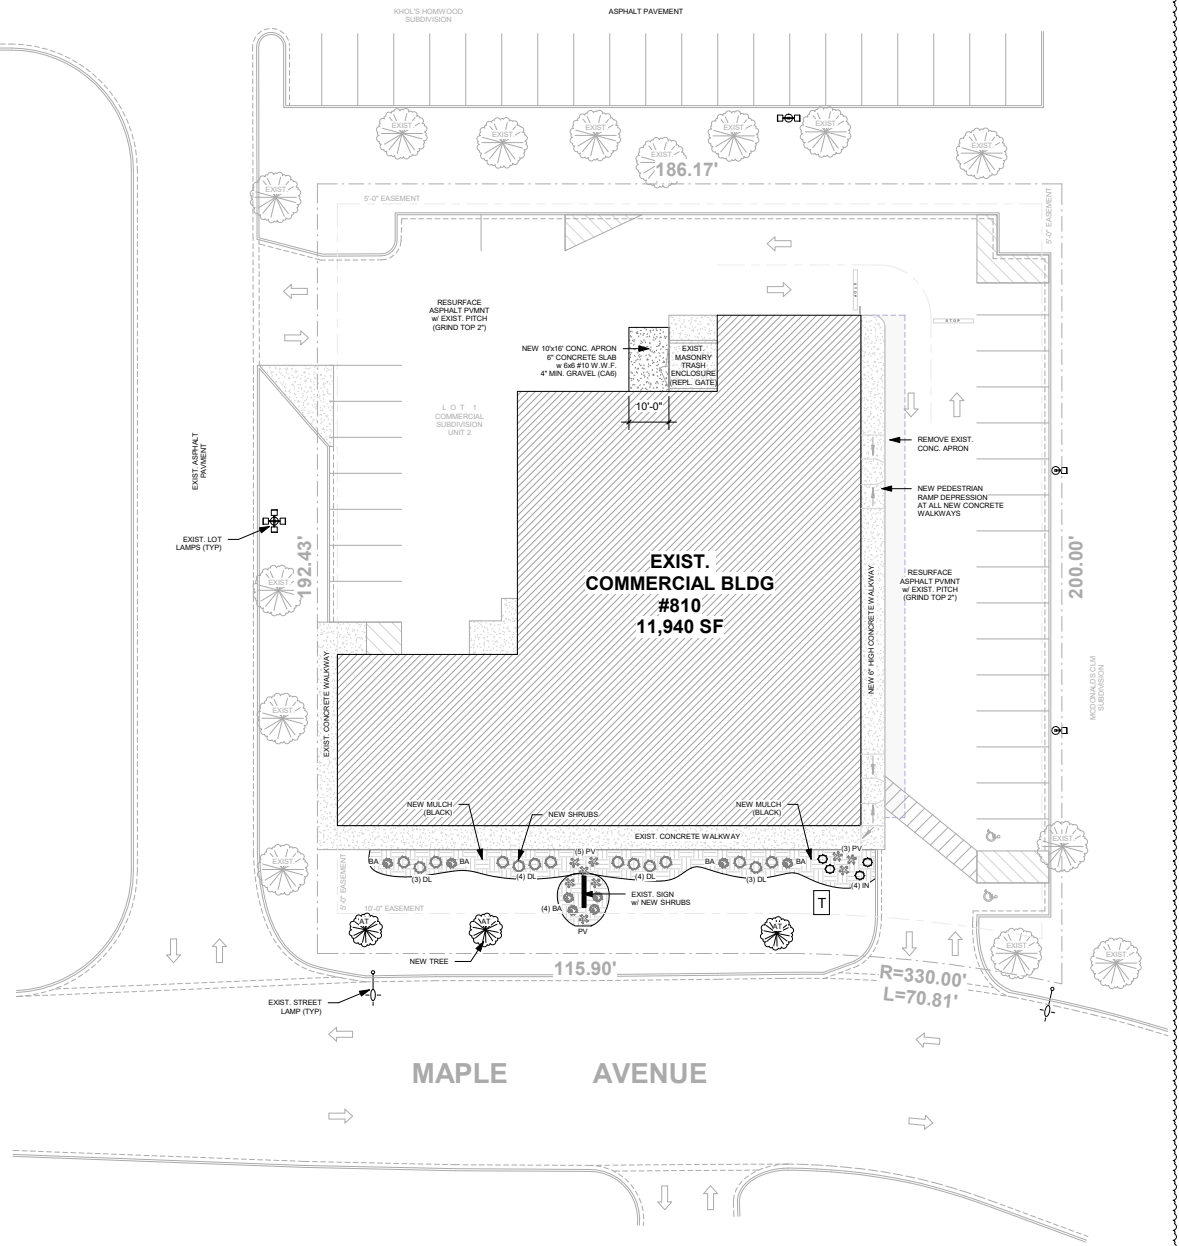 KHOL'S HOMWOOD
SUBDIVISION
ASPHALT PAVEMENT
EXIST.
EXIST.
EXIST.
EXIST.
EXIST.
EXIST.
EXIST.
EXIST.
186.17'
5'-0" EASEMENT
5'-0" EASEMENT
STOP
STOP
RESURFACE
ASPHALT PVMNT
w/ EXIST. PITCH
(GRIND TOP 2")
NEW 10'x16' CONC. APRON
6" CONCRETE SLAB
w 6x6 #10 W.W.F.
4" MIN. GRAVEL (CA6)
EXIST.
MASONRY
TRASH
ENCLOSURE
(REPL. GATE)
10'-0"
LOT 1
COMMERCIAL
SUBDIVISION
UNIT 2
EXIST. ASPHALT
PAVMENT
REMOVE EXIST.
CONC. APRON
NEW PEDESTRIAN
RAMP DEPRESSION
AT ALL NEW CONCRETE
WALKWAYS
EXIST. LOT
LAMPS (TYP)
192.43'
200.00'
EXIST.
COMMERCIAL BLDG
#810
11,940 SF
RESURFACE
ASPHALT PVMNT
w/ EXIST. PITCH
(GRIND TOP 2")
EXIST.
NEW 6" HIGH CONCRETE WALKWAY
EXIST. CONCRETE WALKWAY
MCDONALDS CLM
SUBDIVISION
EXIST.
NEW MULCH
(BLACK)
NEW SHRUBS
NEW MULCH
(BLACK)
EXIST. CONCRETE WALKWAY
EXIST.
EXIST.
BA
BA
(5) PV
BA
BA
(3) PV
(3) DL
(4) DL
(4) DL
(3) DL
(4) IN
5'-0" EASEMENT
10'-0" EASEMENT
(4) BA
PV
EXIST. SIGN
w/ NEW SHRUBS
T
AT
AT
AT
NEW TREE
EXIST.
EXIST.
115.90'
R=330.00'
L=70.81'
EXIST. STREET
LAMP (TYP)
MAPLE AVENUE